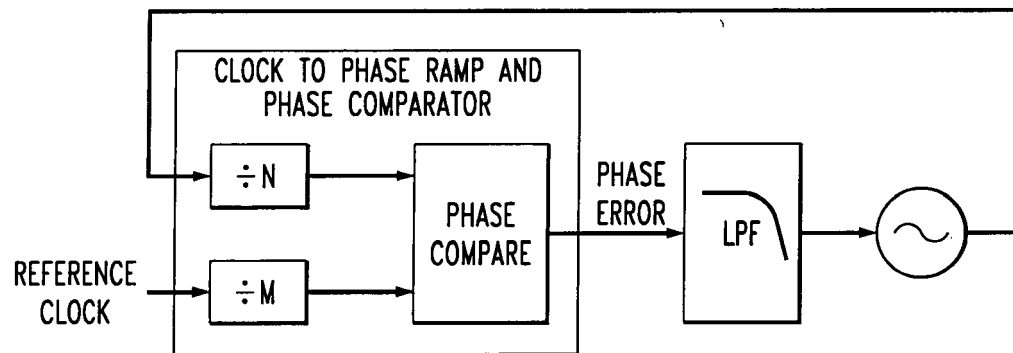 CLOCK TO PHASE RAMP AND
PHASE COMPARATOR
÷N
PHASE
COMPARE
PHASE
ERROR
LPF
REFERENCE
CLOCK
÷M